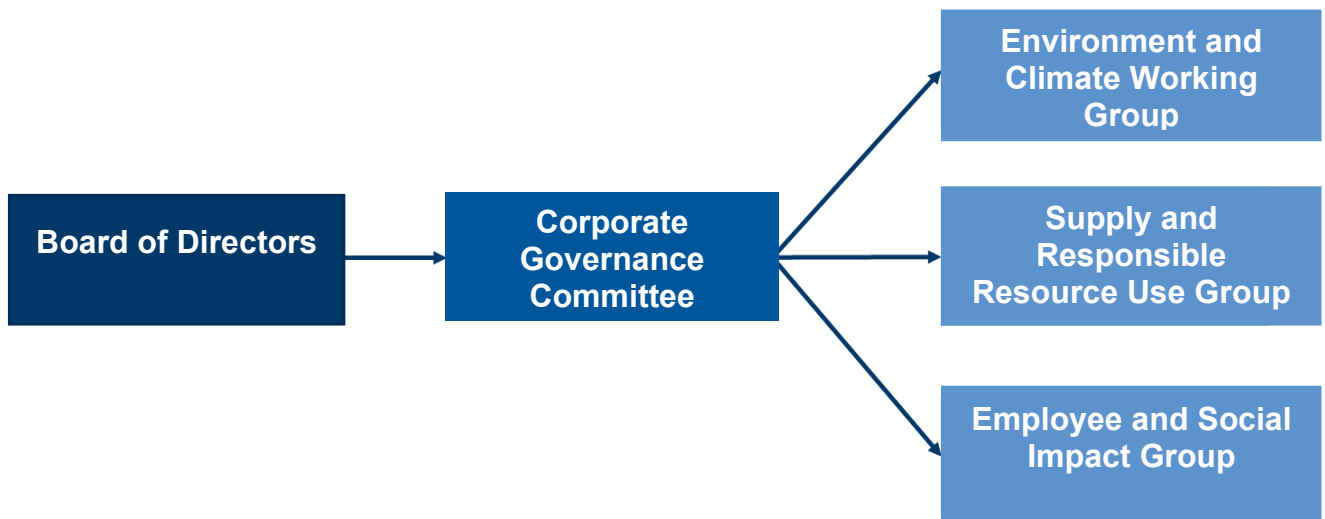 Board of Directors
Corporate
Governance
Committee
Environment and
Climate Working
Group
Supply and
Responsible
Resource Use Group
Employee and Social
Impact Group